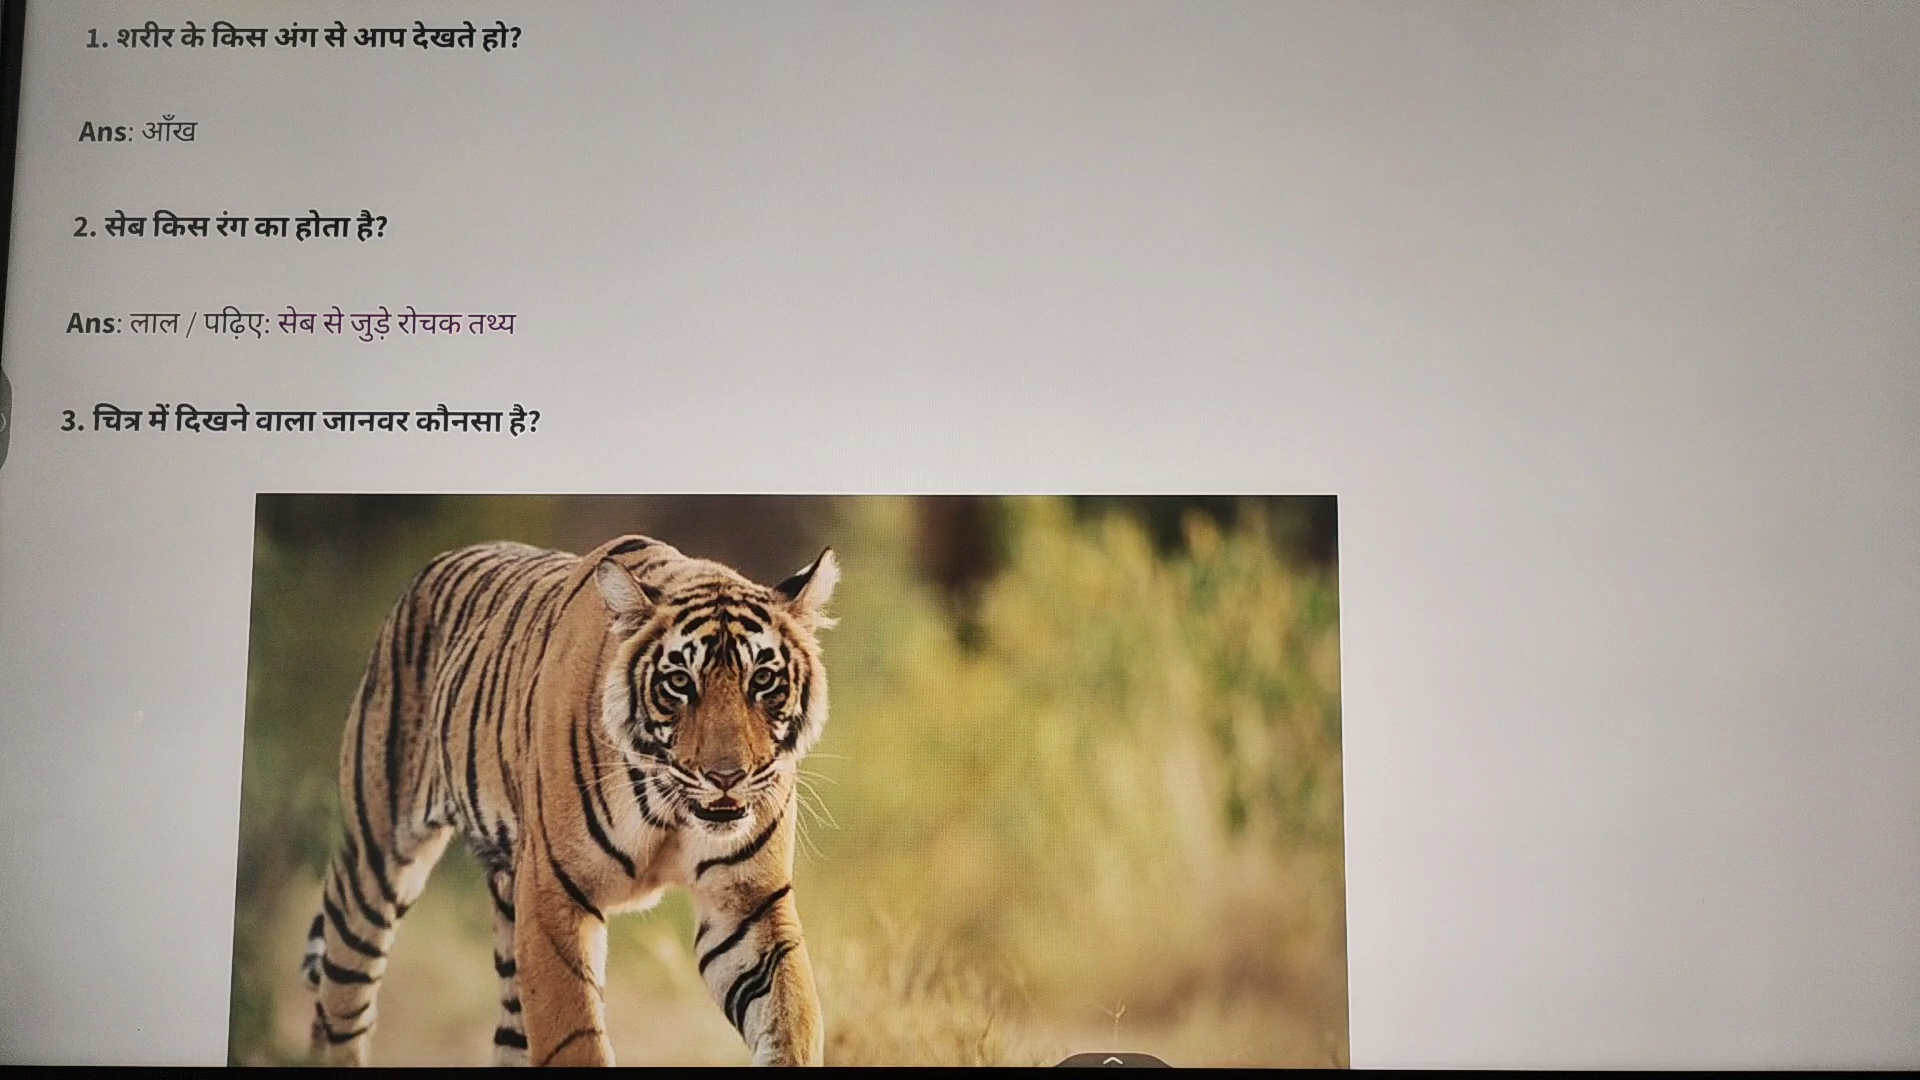 1. शरीर के किस अंग से आप देखते हो?
Ans: आँख
2. सेब किस रंग का होता है?
Ans: लाल / पढ़िए: सेब से जुड़े रोचक तथ्य
3. चित्र में दिखने वाला जानवर कौनसा है?